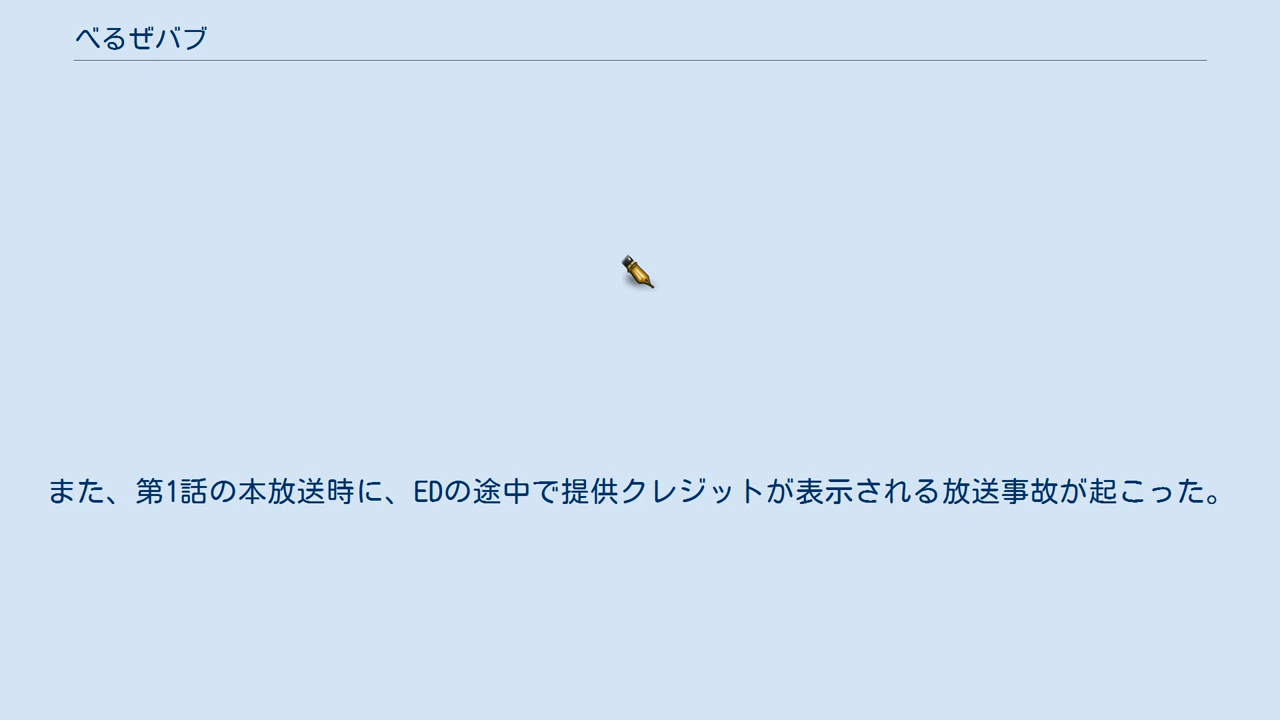 べるぜバブ
また、第1話の本放送時に、EDの途中で提供クレジットが表示される放送事故が起こった。